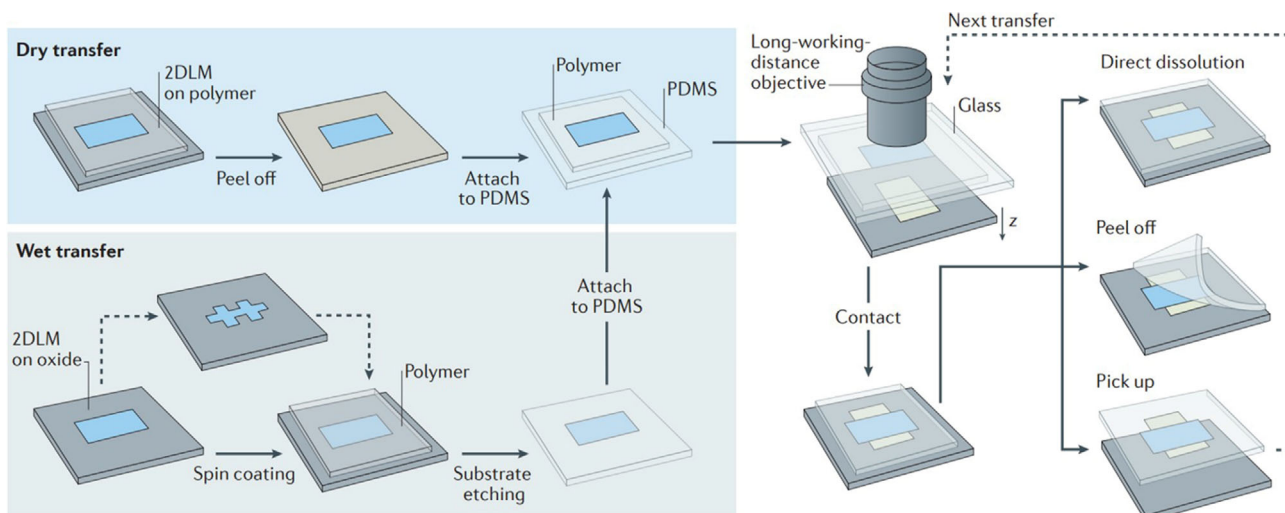 Dry transfer
2DLM
on polymer
Peel off
Attach
to PDMS
Polymer
PDMS
Wet transfer
2DLM
on oxide
Spin coating
Polymer
Substrate
etching
Attach
to PDMS
Long-working-
distance
objective
Next transfer
Glass
z
Contact
Direct dissolution
Peel off
Pick up